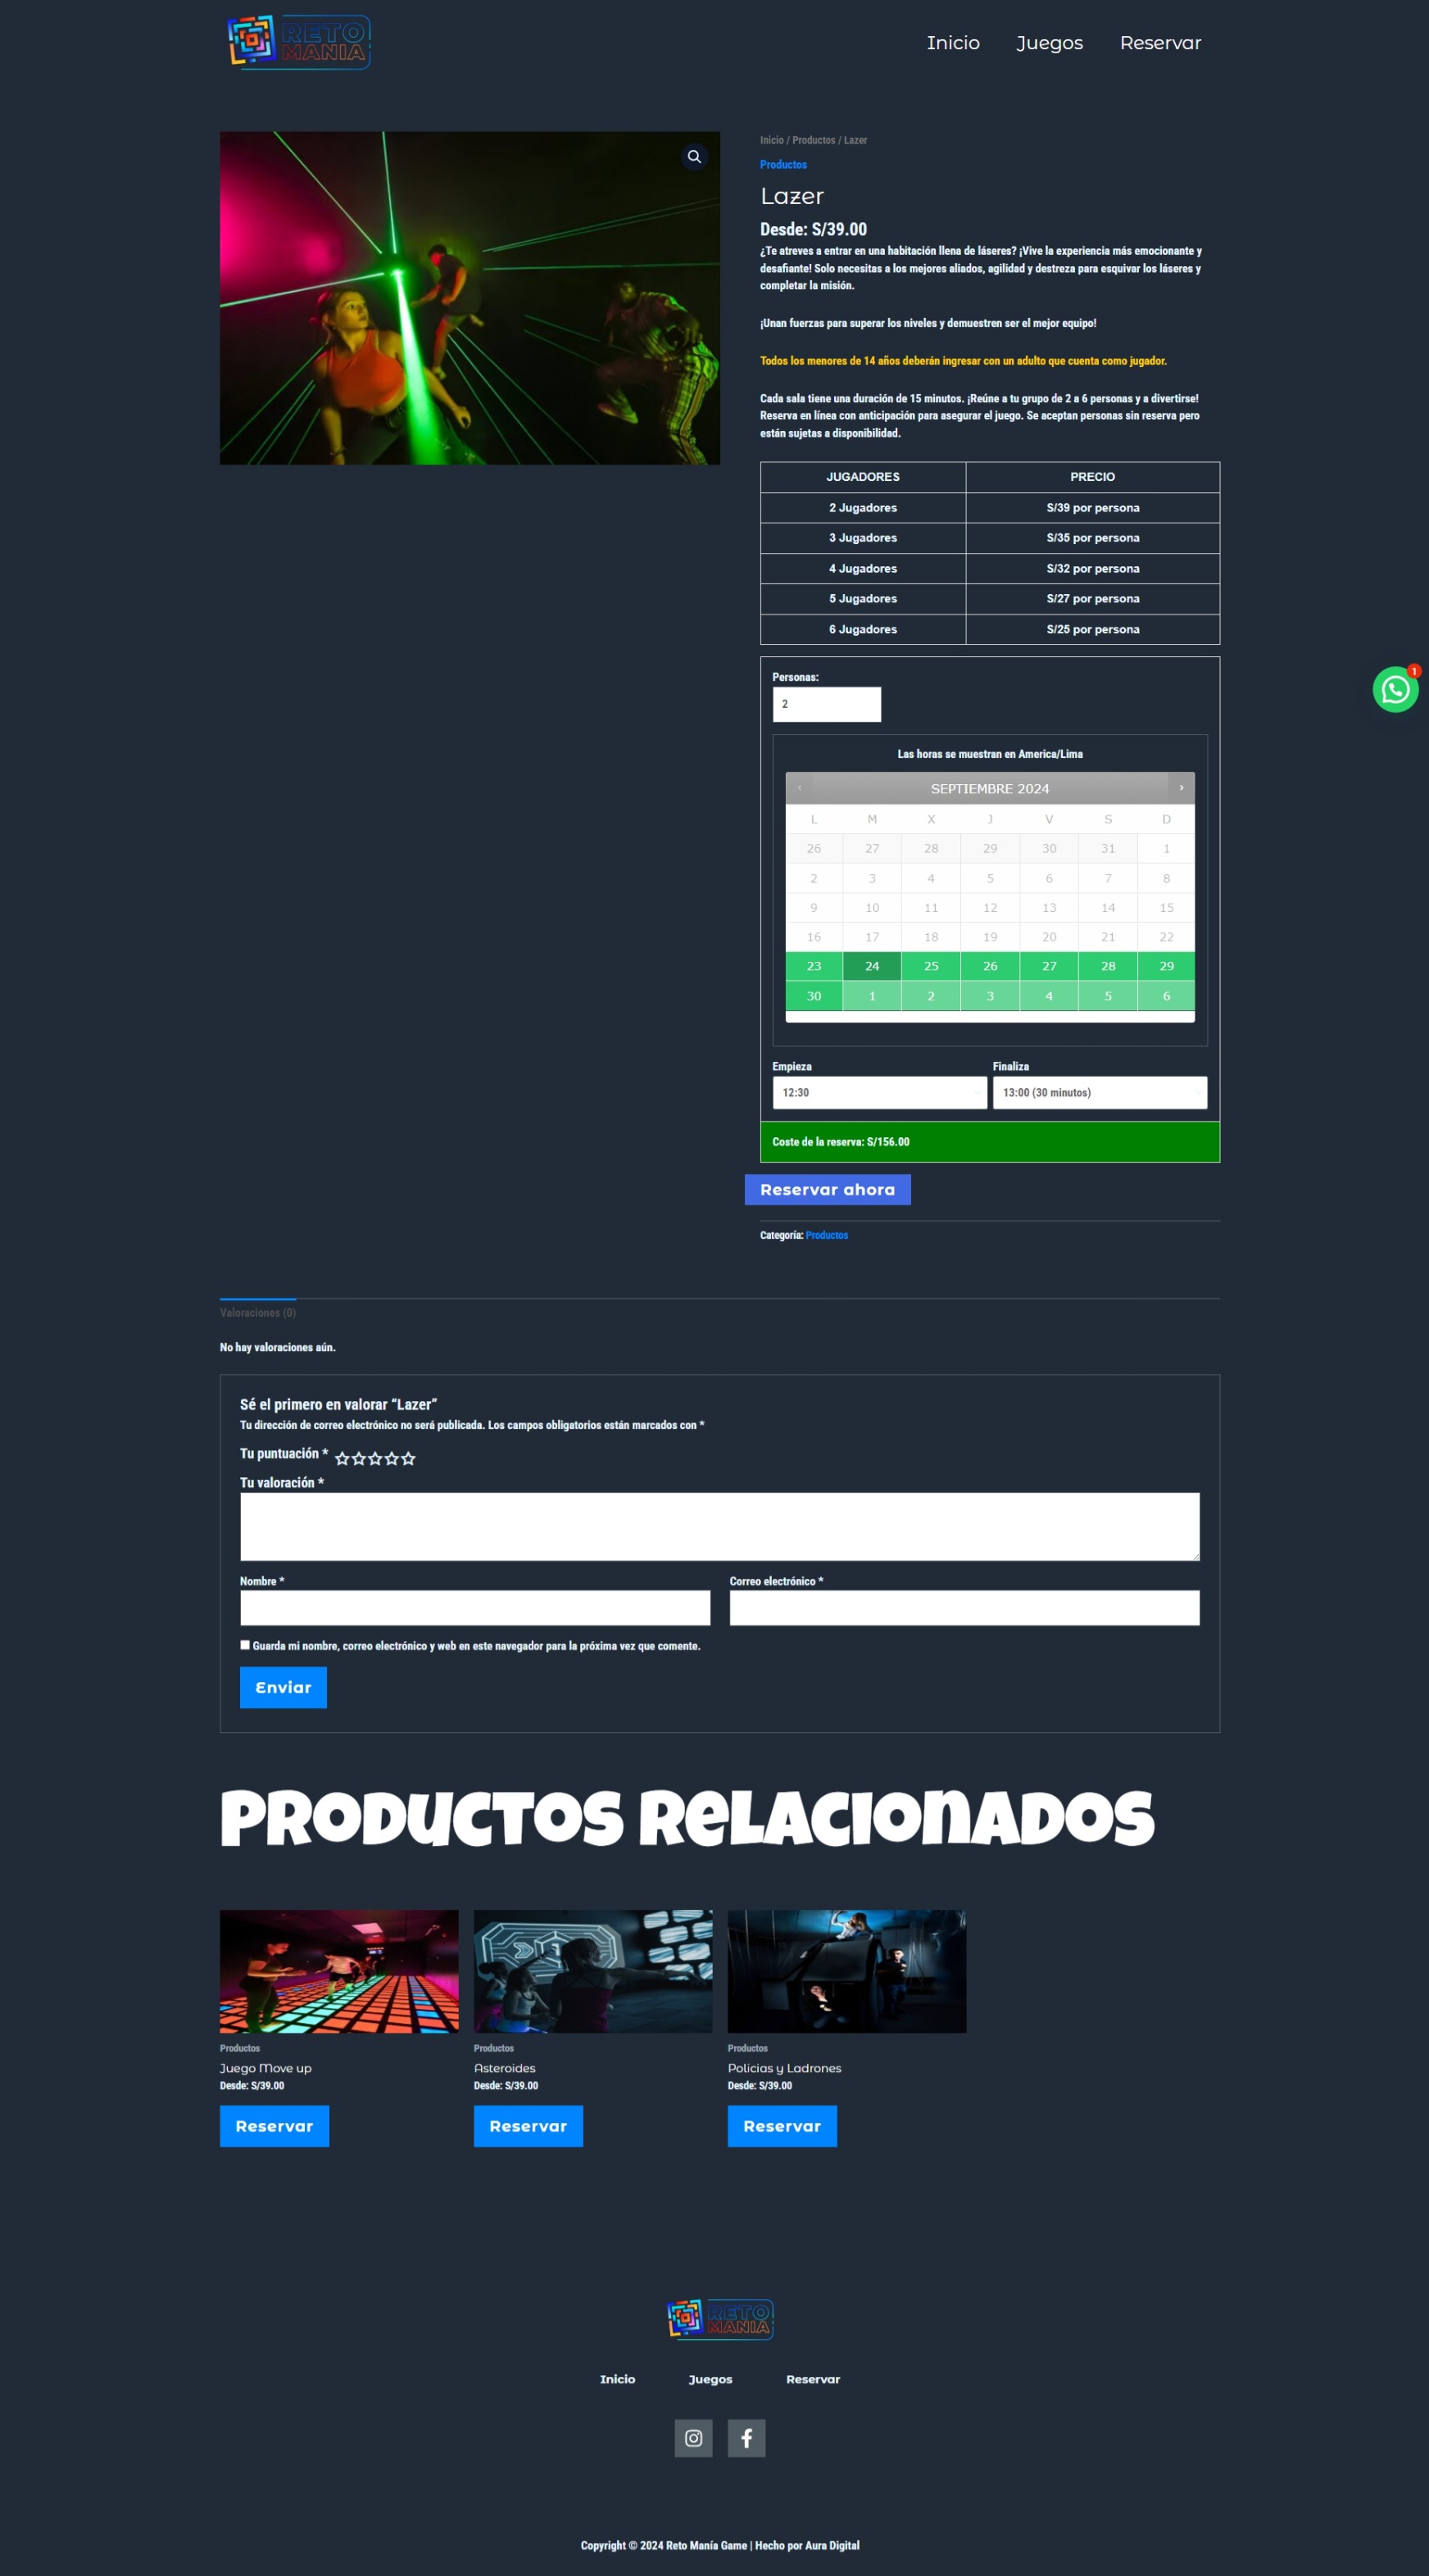 RETO
MANIA
Inicio Juegos Reservar
Inicio / Productos / Lazer
Productos
Lazer
Desde: S/39.00
¿Te atreves a entrar en una habitación llena de láseres? ¡Vive la experiencia más emocionante y
desafiante! Solo necesitas a los mejores aliados, agilidad y destreza para esquivar los láseres y
completar la misión.
¡Unan fuerzas para superar los niveles y demuestren ser el mejor equipo!
Todos los menores de 14 años deberán ingresar con un adulto que cuenta como jugador.
Cada sala tiene una duración de 15 minutos. ¡Reúne a tu grupo de 2 a 6 personas y a divertirse!
Reserva en línea con anticipación para asegurar el juego. Se aceptan personas sin reserva pero
están sujetas a disponibilidad.
JUGADORES PRECIO
2 Jugadores S/39 por persona
3 Jugadores S/35 por persona
4 Jugadores S/32 por persona
5 Jugadores S/27 por persona
6 Jugadores S/25 por persona
1
Personas:
2
Las horas se muestran en America/Lima
‹ SEPTIEMBRE 2024 ›
L M X J V S D
26 27 28 29 30 31 1
2 3 4 5 6 7 8
9 10 11 12 13 14 15
16 17 18 19 20 21 22
23 24 25 26 27 28 29
30 1 2 3 4 5 6
Empieza Finaliza
12:30 13:00 (30 minutos)
Coste de la reserva: S/156.00
Reservar ahora
Categoría: Productos
Valoraciones (0)
No hay valoraciones aún.
Sé el primero en valorar “Lazer”
Tu dirección de correo electrónico no será publicada. Los campos obligatorios están marcados con *
Tu puntuación *
Tu valoración *
Nombre * Correo electrónico *
Guarda mi nombre, correo electrónico y web en este navegador para la próxima vez que comente.
Enviar
PRODUCTOS RELACIONADOS
Productos Productos Productos
Juego Move up Asteroides Policias y Ladrones
Desde: S/39.00 Desde: S/39.00 Desde: S/39.00
Reservar Reservar Reservar
RETO
MANIA
Inicio Juegos Reservar
Copyright © 2024 Reto Manía Game | Hecho por Aura Digital